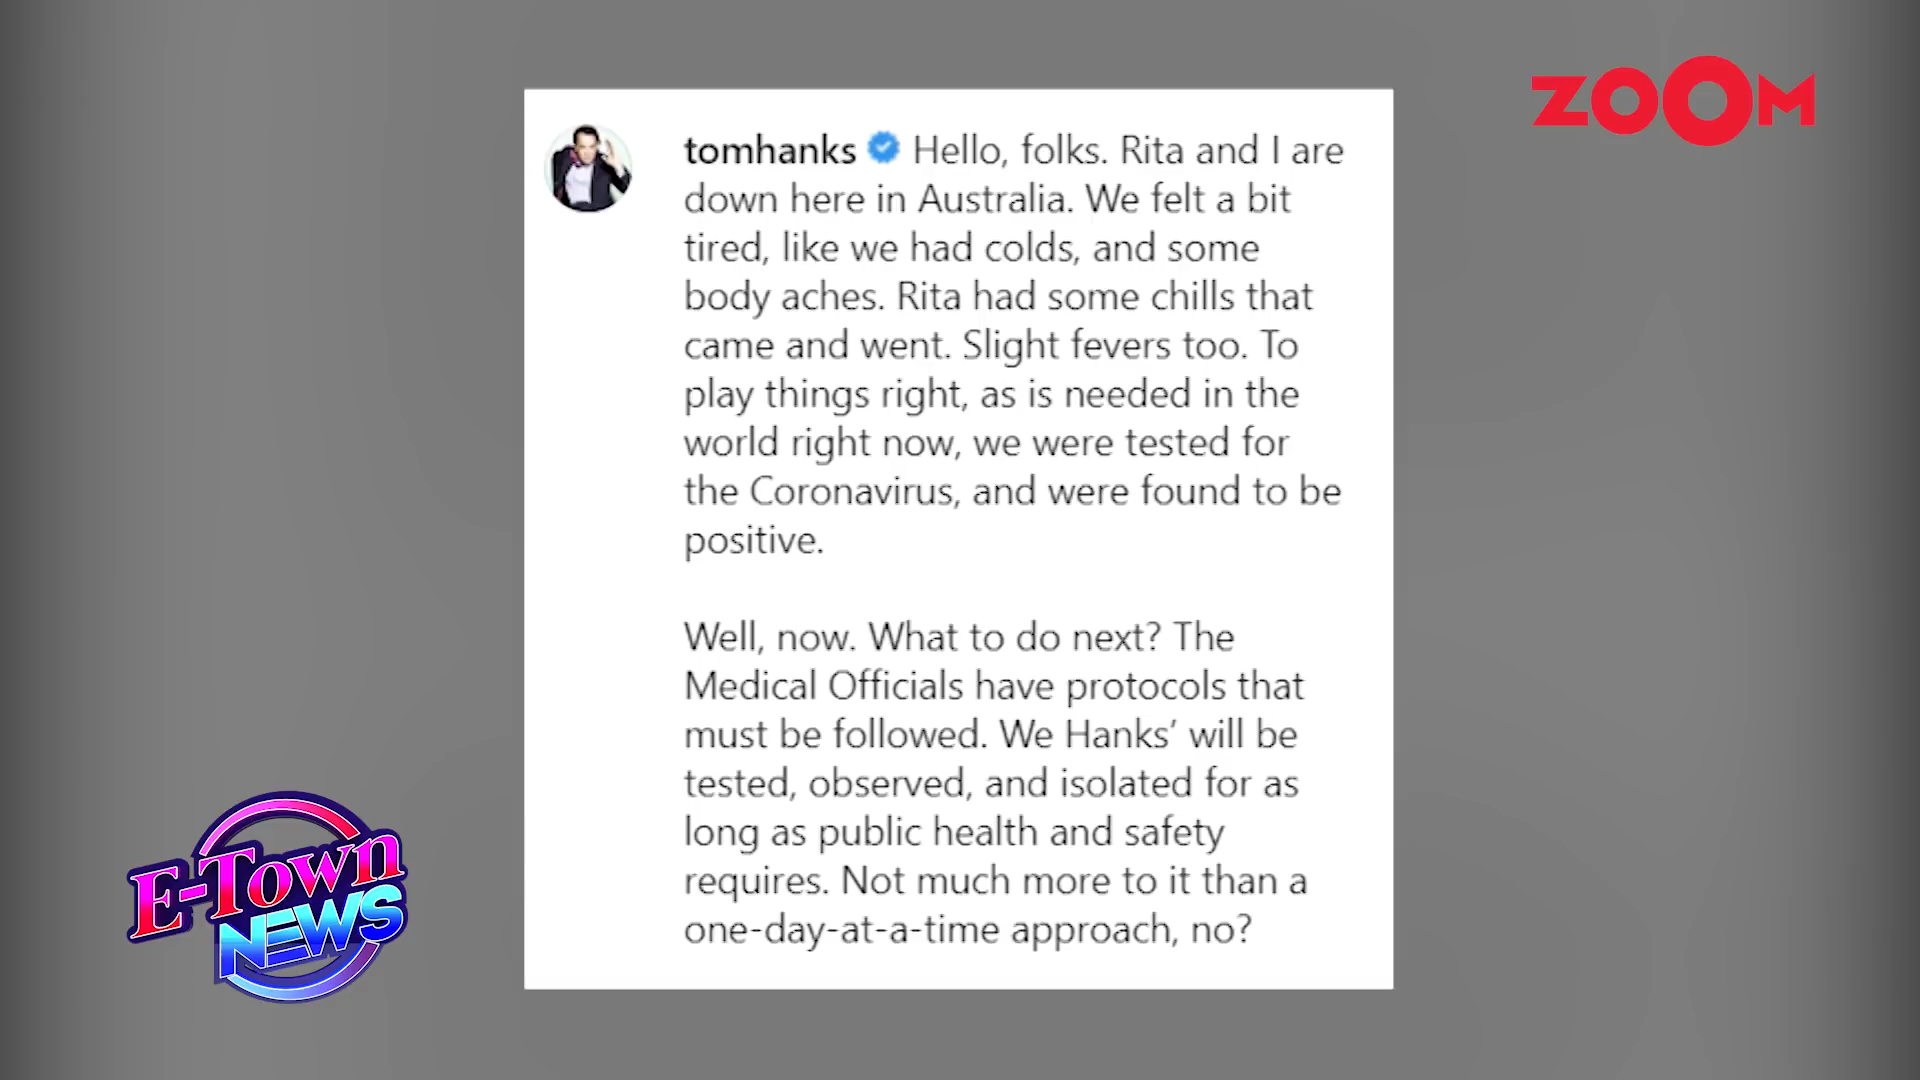 ZOOM
tomhanks Hello, folks. Rita and I are
down here in Australia. We felt a bit
tired, like we had colds, and some
body aches. Rita had some chills that
came and went. Slight fevers too. To
play things right, as is needed in the
world right now, we were tested for
the Coronavirus, and were found to be
positive.
Well, now. What to do next? The
Medical Officials have protocols that
must be followed. We Hanks’ will be
tested, observed, and isolated for as
long as public health and safety
requires. Not much more to it than a
one-day-at-a-time approach, no?
E-Town
NEWS